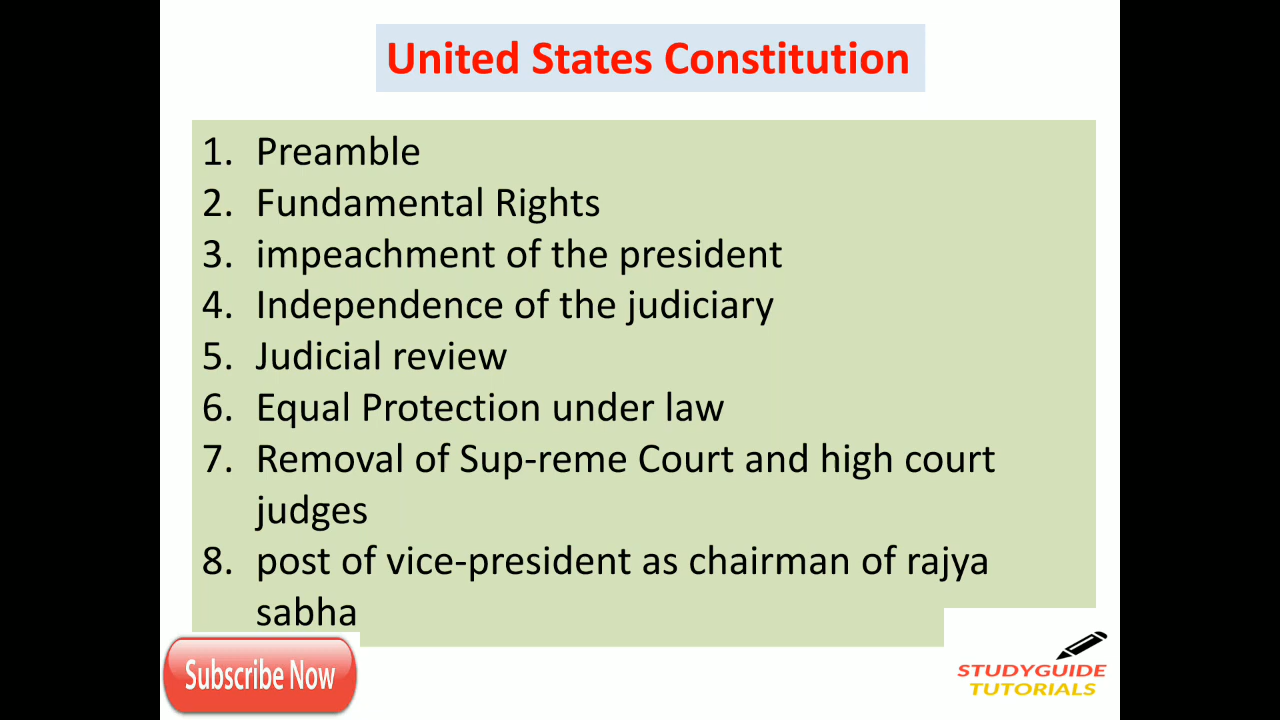 United States Constitution
1. Preamble
2. Fundamental Rights
3. impeachment of the president
4. Independence of the judiciary
5. Judicial review
6. Equal Protection under law
7. Removal of Sup-reme Court and high court
judges
8. post of vice-president as chairman of rajya
sabha
Subscribe Now
STUDYGUIDE
TUTORIALS